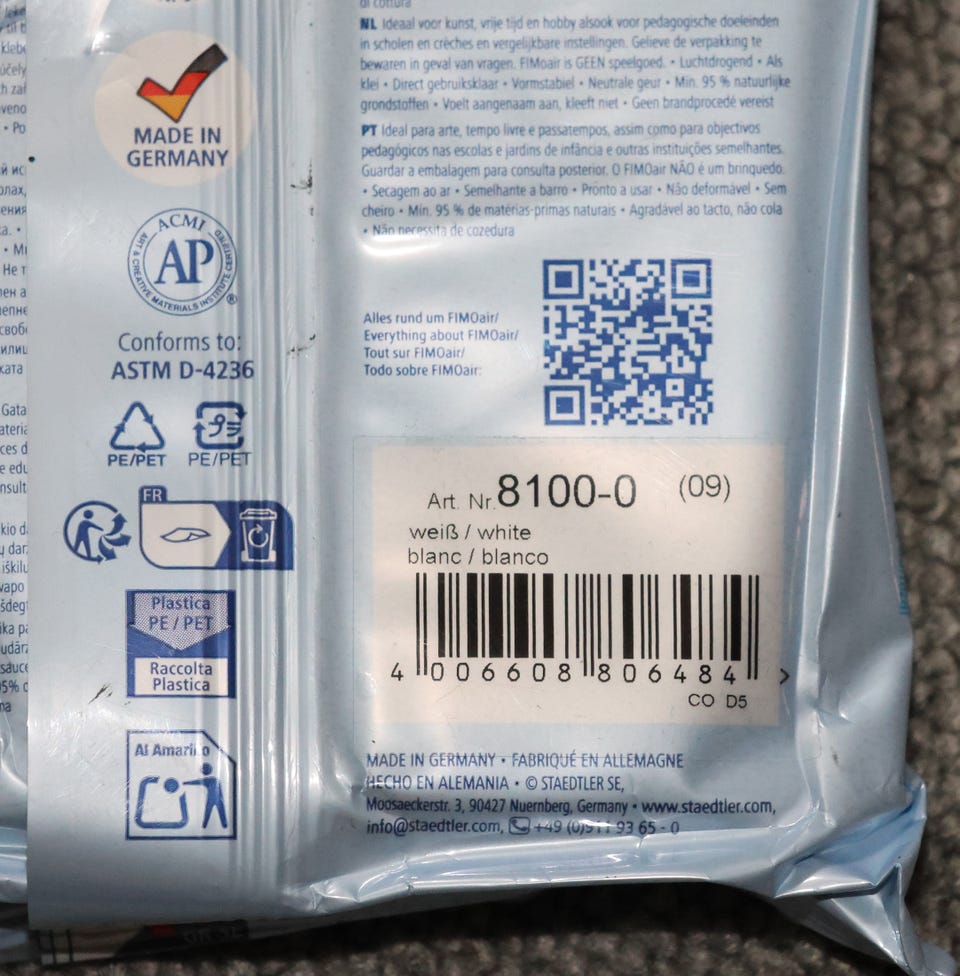 di cottura
NL Ideaal voor kunst, vrije tijd en hobby alsook voor pedagogische doeleinden
in scholen en crèches en vergelijkbare instellingen. Gelieve de verpakking te
bewaren in geval van vragen. FIMOair is GEEN speelgoed. • Luchtdrogend • Als
klei • Direct gebruiksklaar • Vormstabiel • Neutrale geur • Min. 95 % natuurlijke
grondstoffen • Voelt aangenaam aan, kleeft niet • Geen brandprocedé vereist
PT Ideal para arte, tempo livre e passatempos, assim como para objectivos
pedagógicos nas escolas e jardins de infância e outras instituições semelhantes.
Guardar a embalagem para consulta posterior. O FIMOair NÃO é um brinquedo.
• Secagem ao ar • Semelhante a barro • Pronto a usar • Não deformável • Sem
cheiro • Min. 95 % de matérias-primas naturais • Agradável ao tacto, não cola
• Não necessita de cozedura
MADE IN
GERMANY
ACMI
AP
ART & CREATIVE MATERIALS INSTITUTE CERTIFIED
®
Conforms to:
ASTM D-4236
PE/PET PE/PET
FR
Plastica
PE / PET
Raccolta
Plastica
Al Amarillo
Alles rund um FIMOair/
Everything about FIMOair/
Tout sur FIMOair/
Todo sobre FIMOair:
Art. Nr. 8100-0 (09)
weiß / white
blanc / blanco
4 006608 806484 >
CO D5
MADE IN GERMANY • FABRIQUÉ EN ALLEMAGNE
HECHO EN ALEMANIA • © STAEDTLER SE,
Moosaeckerstr. 3, 90427 Nuernberg, Germany • www.staedtler.com,
info@staedtler.com, +49 (0)911 93 65 - 0